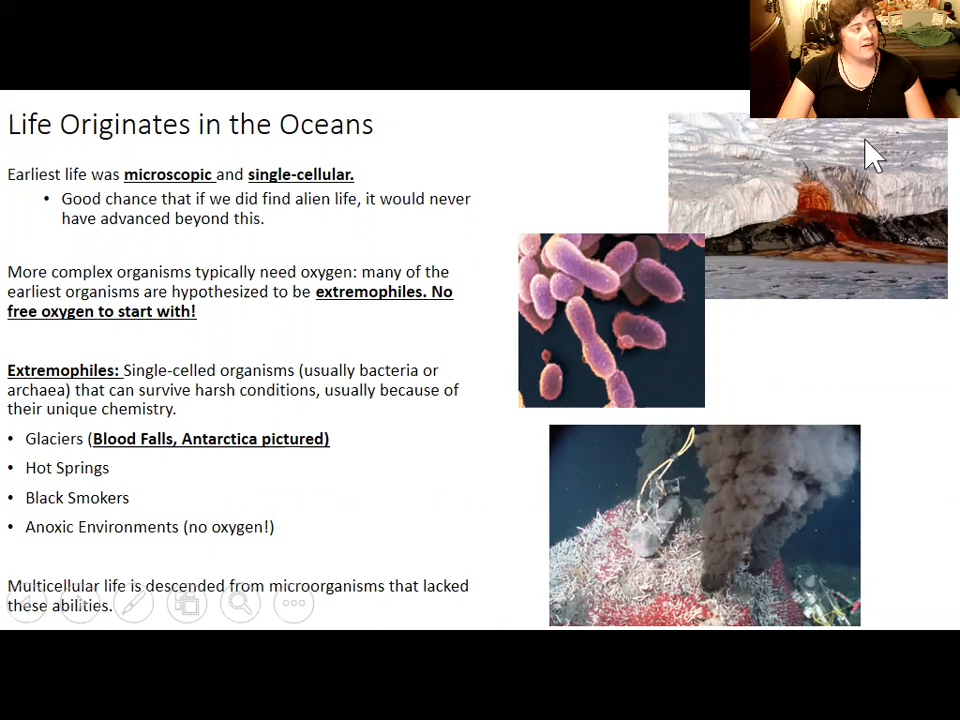 Life Originates in the Oceans
Earliest life was microscopic and single-cellular.
• Good chance that if we did find alien life, it would never
have advanced beyond this.
More complex organisms typically need oxygen: many of the
earliest organisms are hypothesized to be extremophiles. No
free oxygen to start with!
Extremophiles: Single-celled organisms (usually bacteria or
archaea) that can survive harsh conditions, usually because of
their unique chemistry.
• Glaciers (Blood Falls, Antarctica pictured)
• Hot Springs
• Black Smokers
• Anoxic Environments (no oxygen!)
Multicellular life is descended from microorganisms that lacked
these abilities.